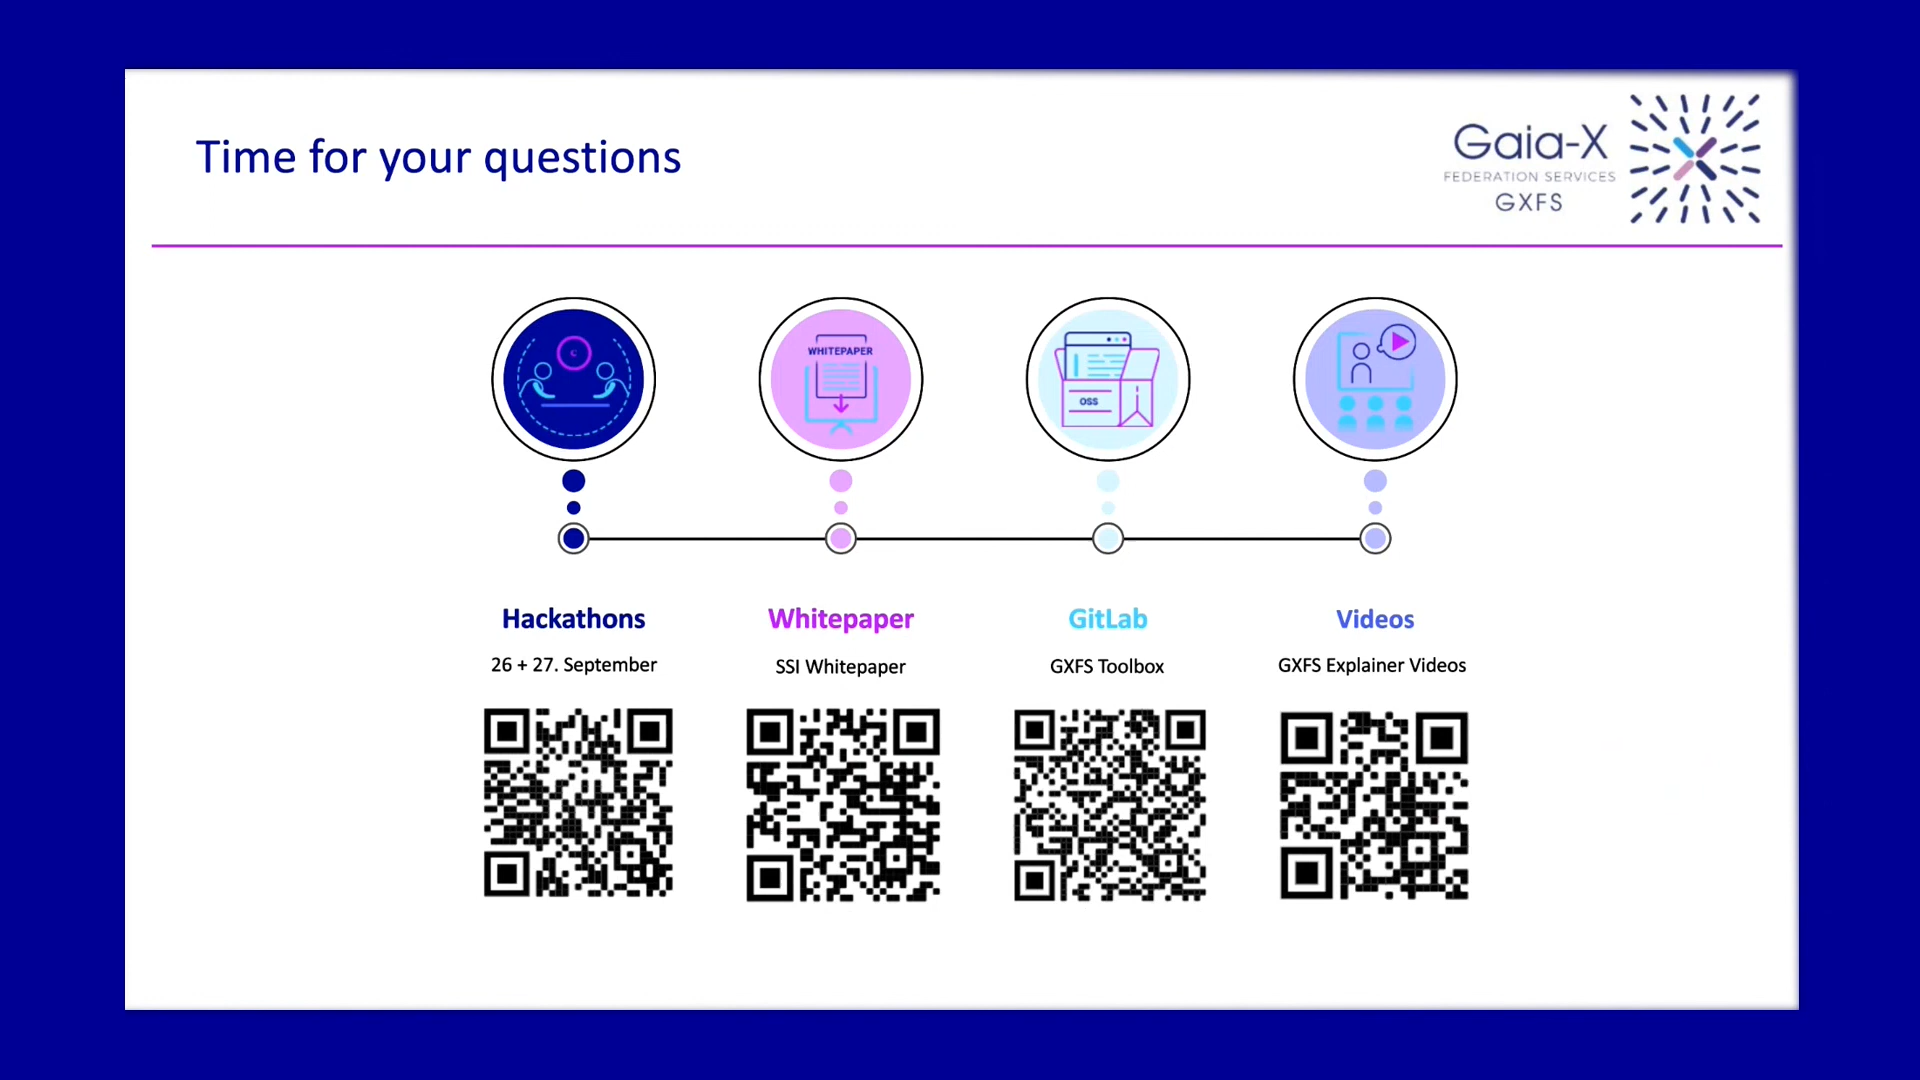 Time for your questions
Gaia-X
FEDERATION SERVICES
GXFS
WHITEPAPER
OSS
Hackathons
26 + 27. September
Whitepaper
SSI Whitepaper
GitLab
GXFS Toolbox
Videos
GXFS Explainer Videos